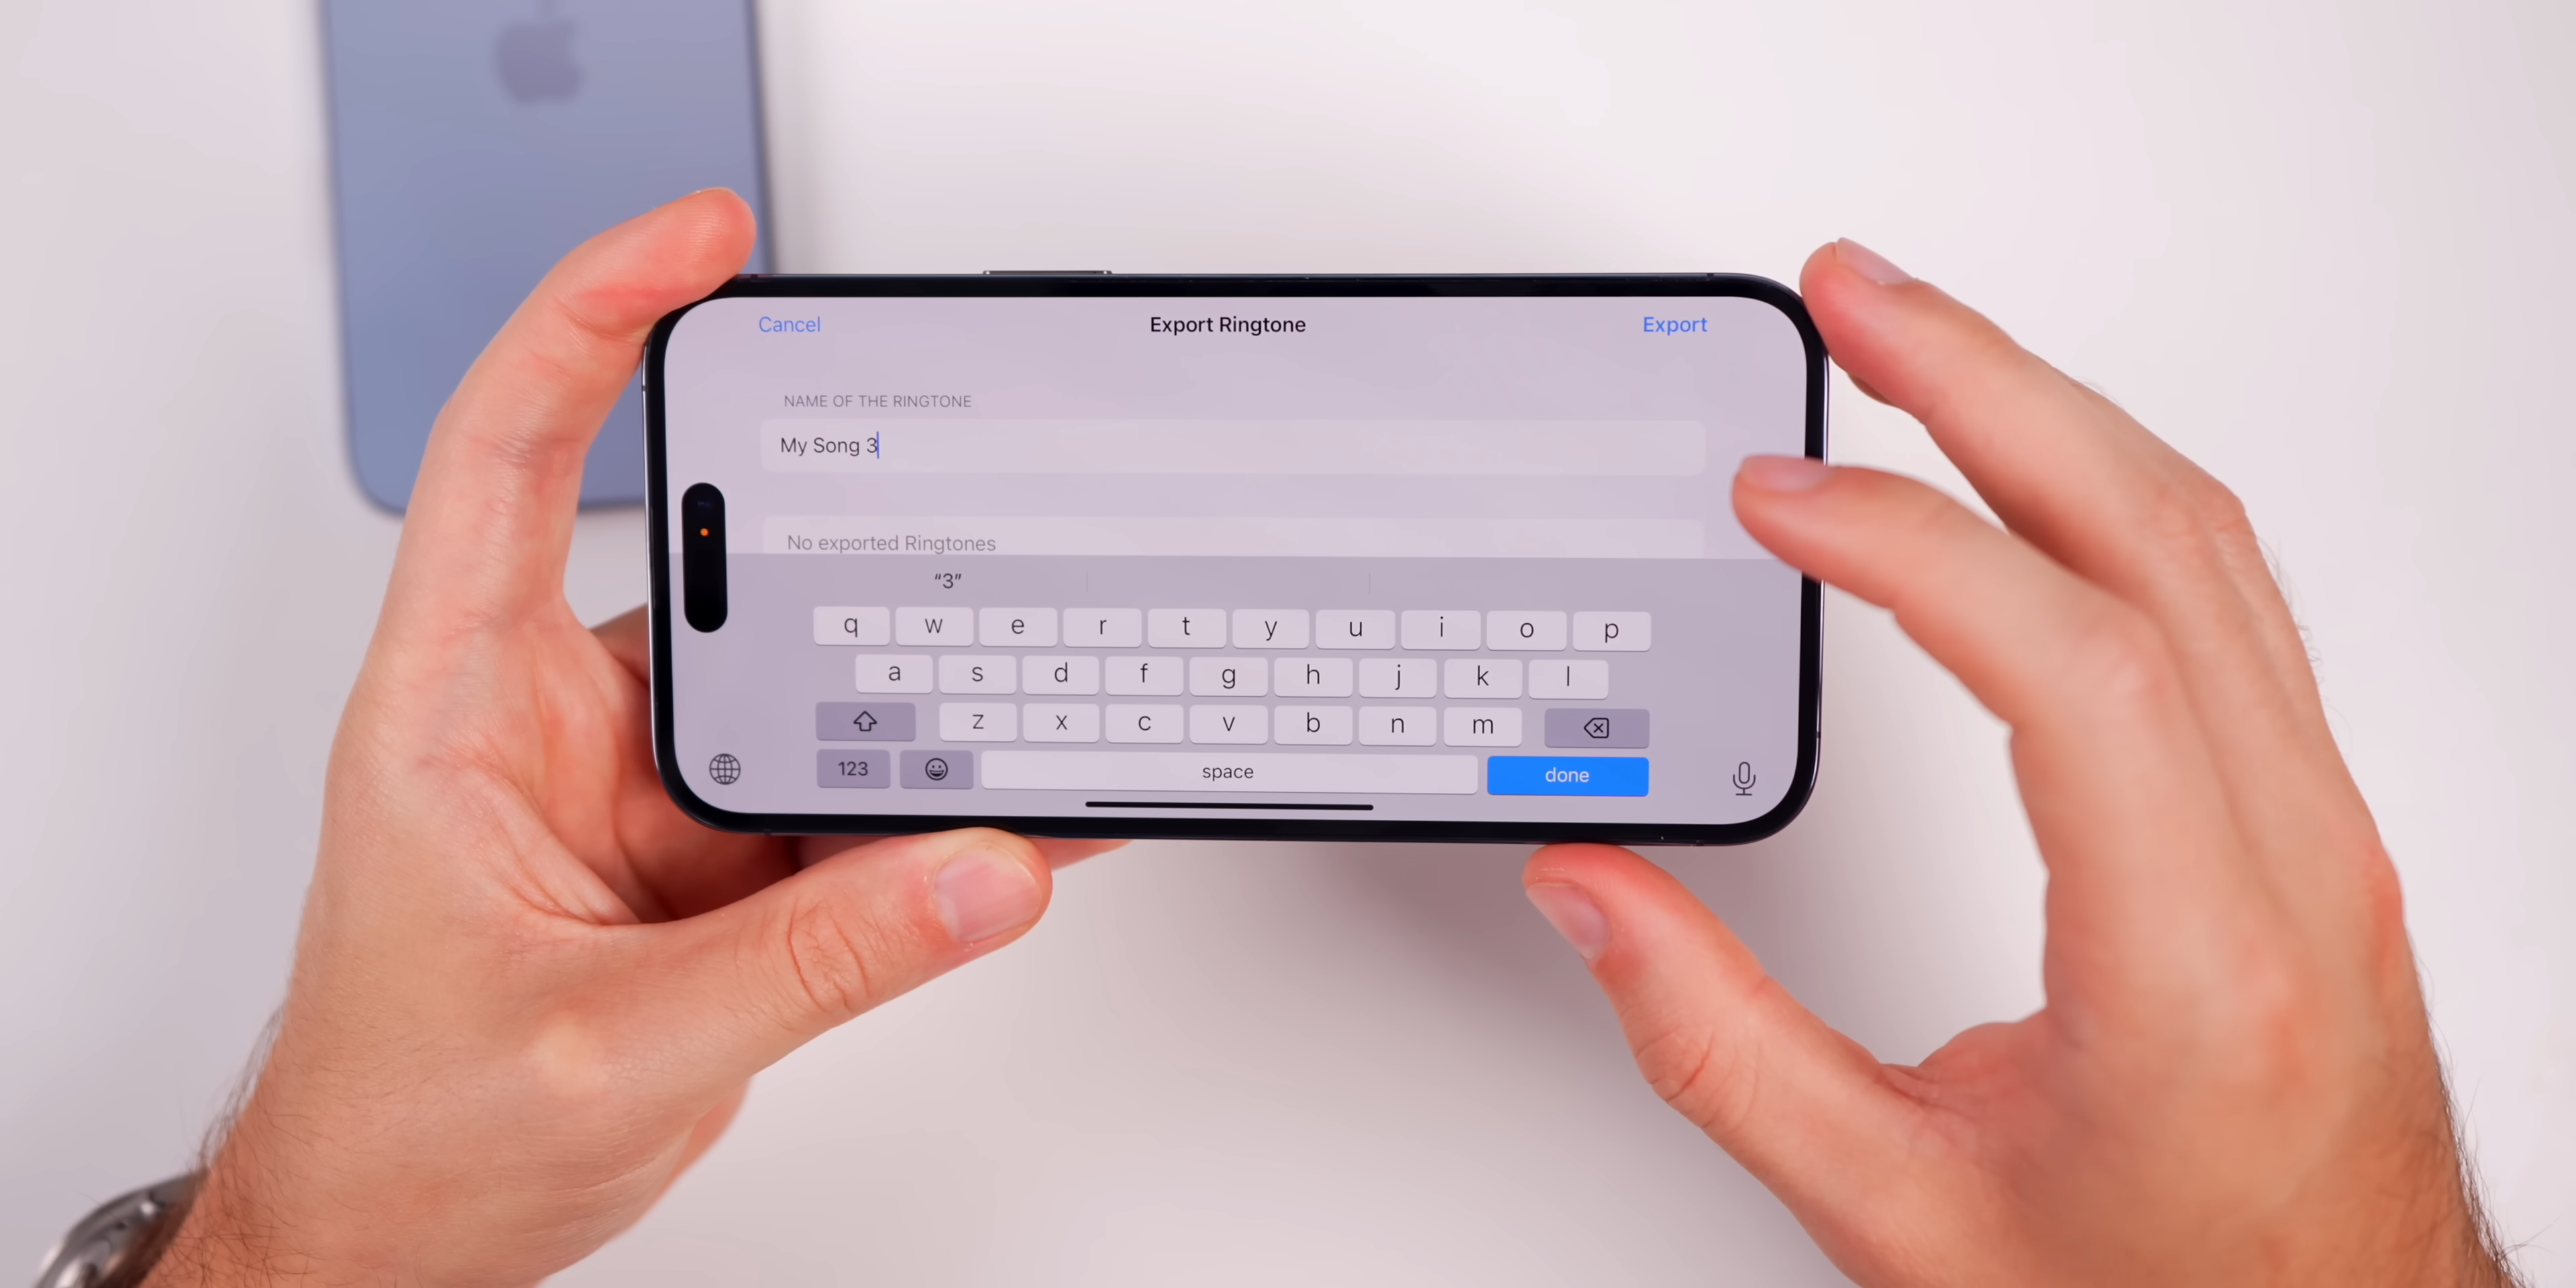 Cancel Export Ringtone Export
NAME OF THE RINGTONE
My Song 3
No exported Ringtones
“3”
q w e r t y u i o p
a s d f g h j k l
z x c v b n m
123 space done